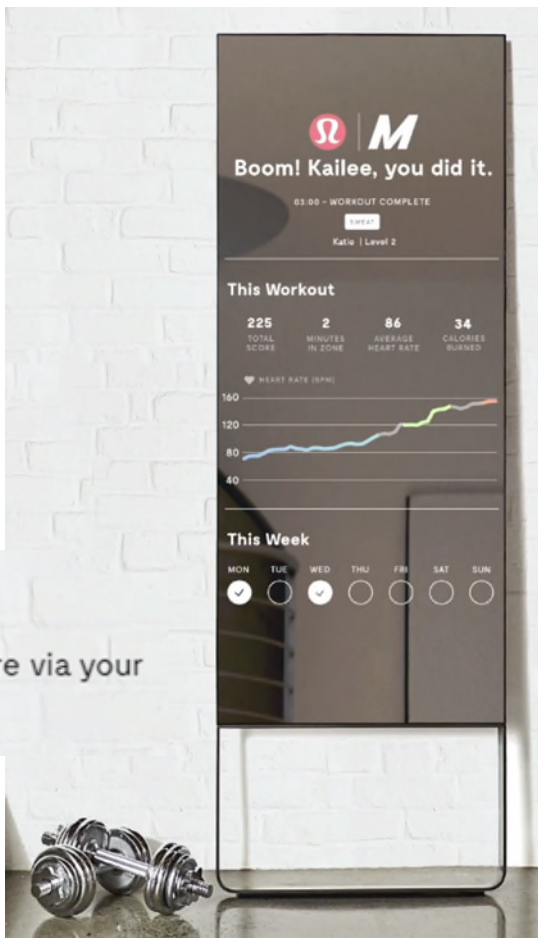 M
Boom! Kailee, you did it.
03:00 - WORKOUT COMPLETE
SWEAT
Katie | Level 2
This Workout
225 2 86 34
TOTAL SCORE MINUTES IN ZONE AVERAGE HEART RATE CALORIES BURNED
HEART RATE (BPM)
160
120
80
40
This Week
MON TUE WED THU FRI SAT SUN
re via your